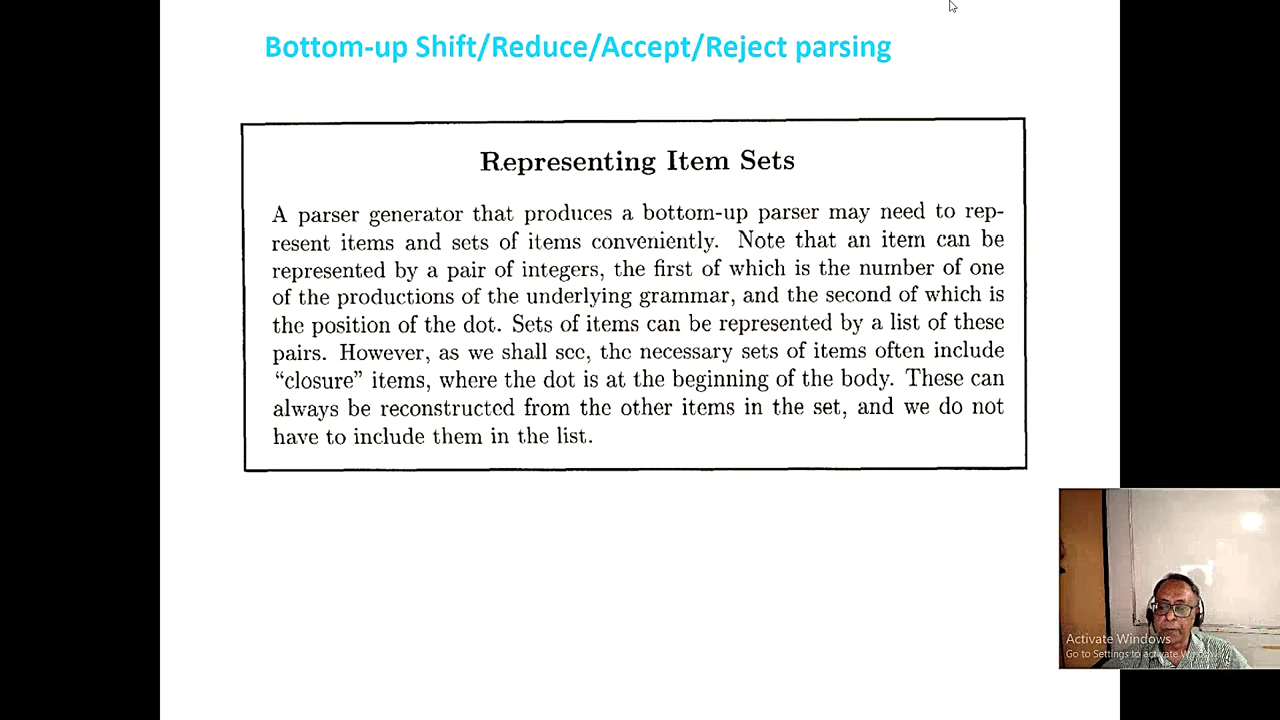 Bottom-up Shift/Reduce/Accept/Reject parsing
Representing Item Sets
A parser generator that produces a bottom-up parser may need to rep-
resent items and sets of items conveniently. Note that an item can be
represented by a pair of integers, the first of which is the number of one
of the productions of the underlying grammar, and the second of which is
the position of the dot. Sets of items can be represented by a list of these
pairs. However, as we shall see, the necessary sets of items often include
“closure” items, where the dot is at the beginning of the body. These can
always be reconstructed from the other items in the set, and we do not
have to include them in the list.
Activate Windows
Go to Settings to activate Windows.